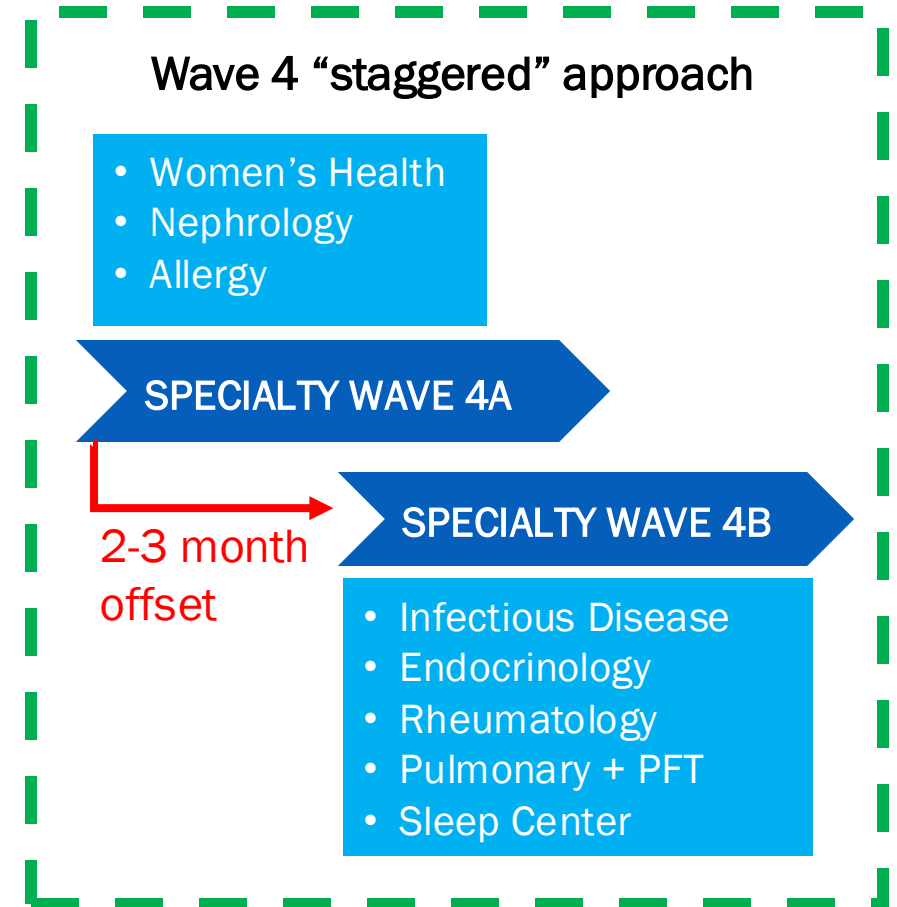 Wave 4 “staggered” approach
• Women’s Health
• Nephrology
• Allergy
SPECIALTY WAVE 4A
2-3 month
offset
SPECIALTY WAVE 4B
• Infectious Disease
• Endocrinology
• Rheumatology
• Pulmonary + PFT
• Sleep Center